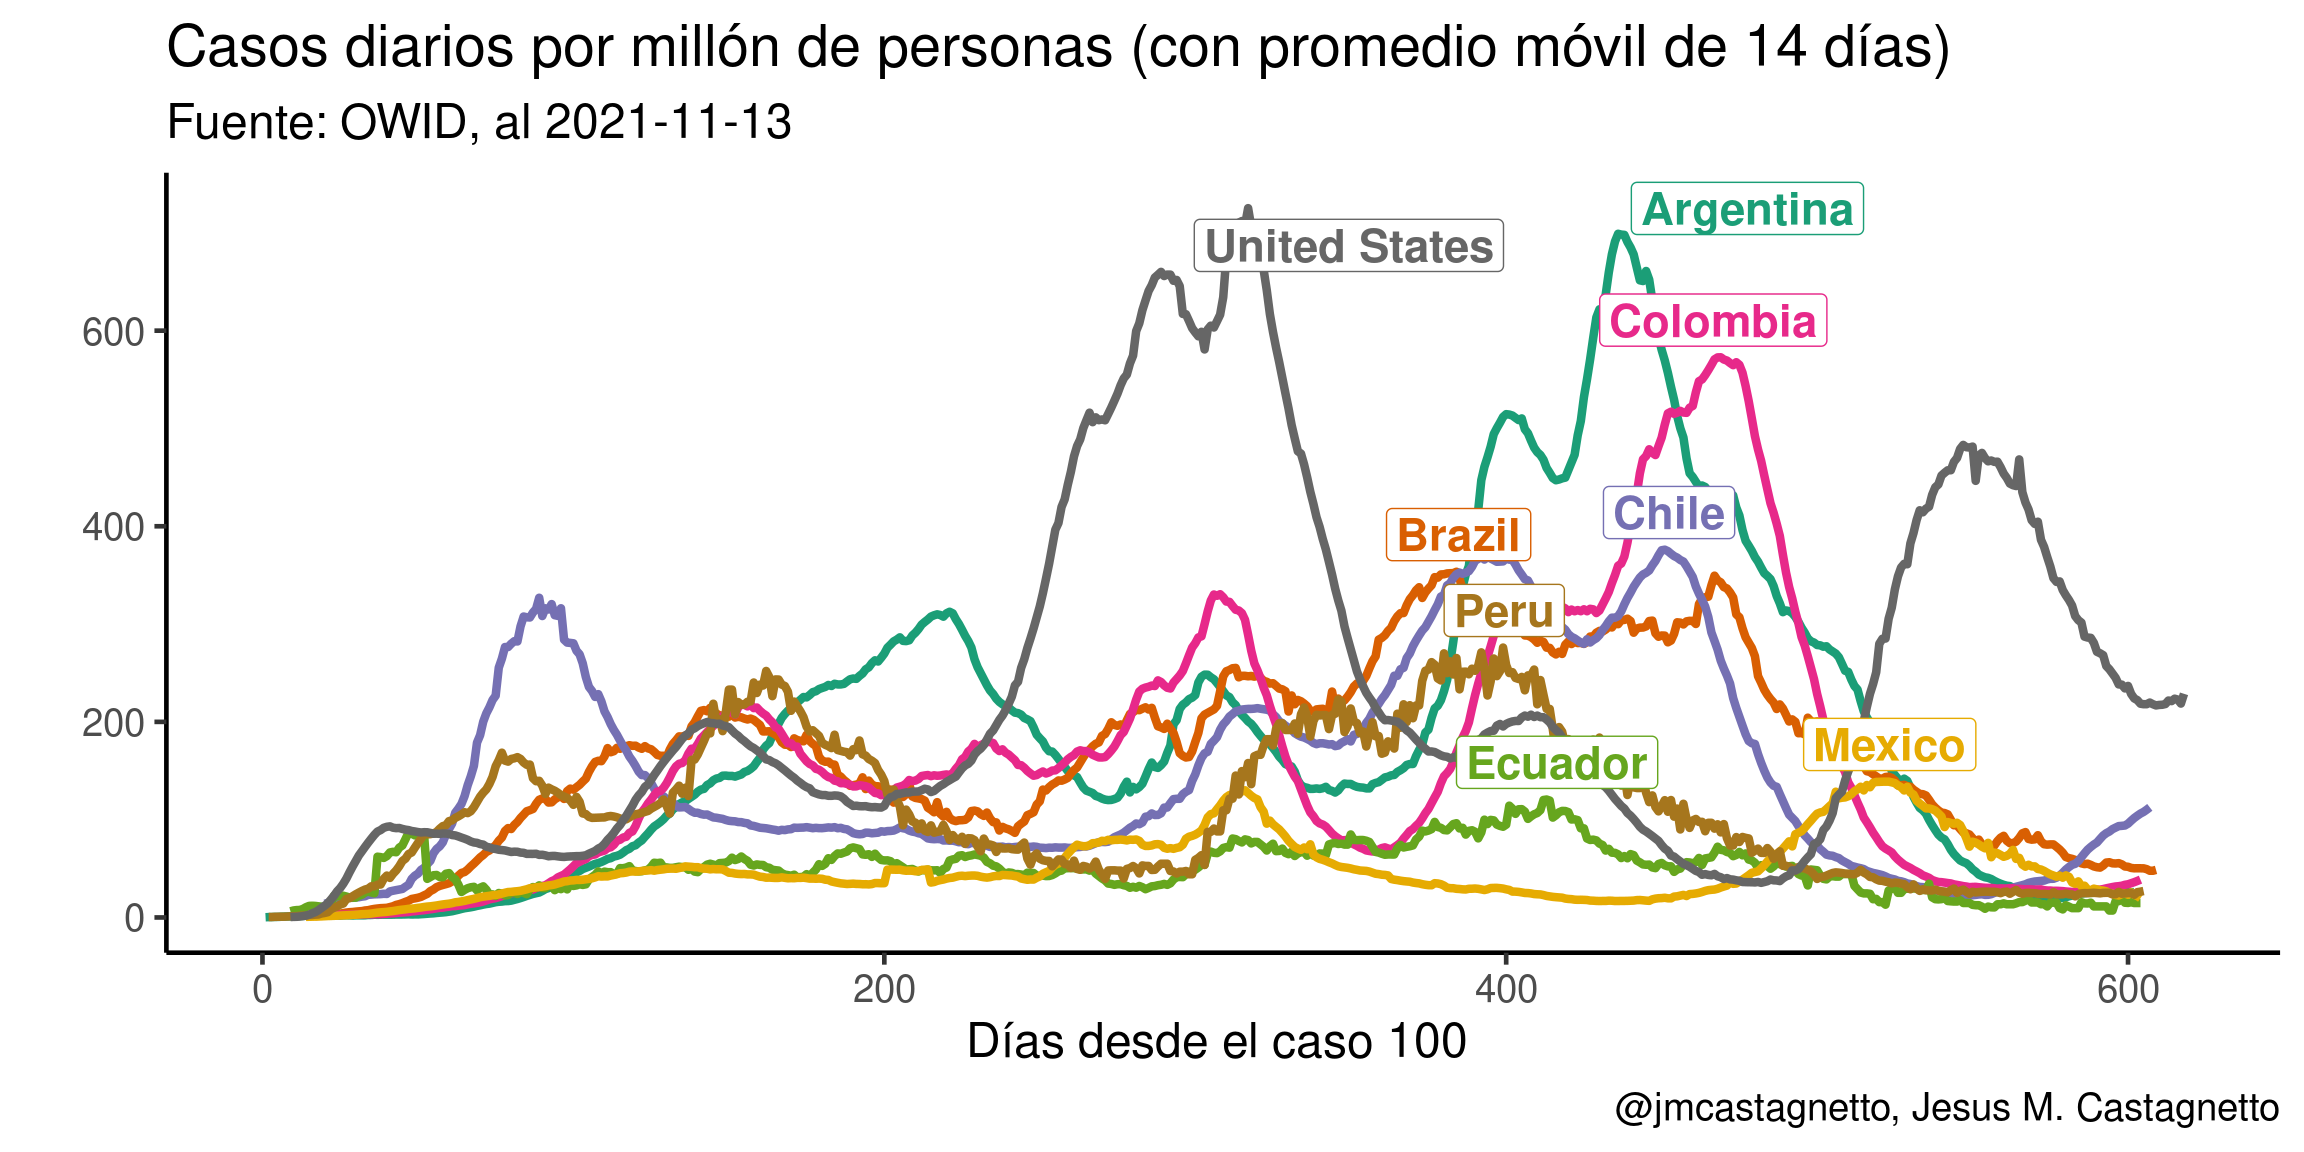 Casos diarios por millón de personas (con promedio móvil de 14 días)
Fuente: OWID, al 2021-11-13
Argentina
United States
Colombia
600
Chile
400
Brazil
Peru
Mexico
200
Ecuador
0
0 200 400 600
Días desde el caso 100
@jmcastagnetto, Jesus M. Castagnetto